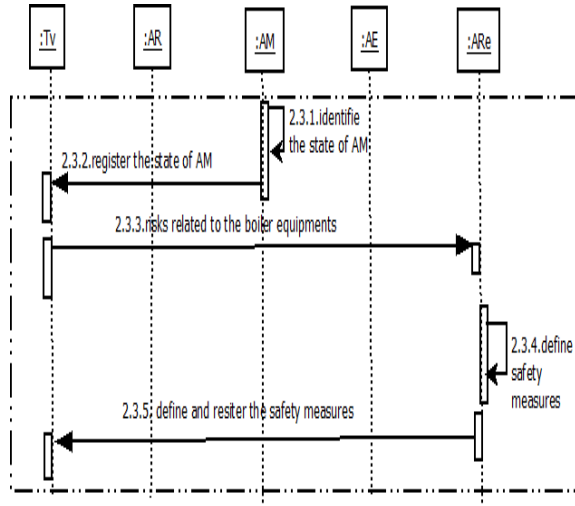 :Tv
:AR
:AM
:AE
:ARe
2.3.1.identifie
the state of AM
2.3.2.register the state of AM
2.3.3.risks related to the boiler equipments
2.3.4.define
safety
measures
2.3.5. define and resiter the safety measures